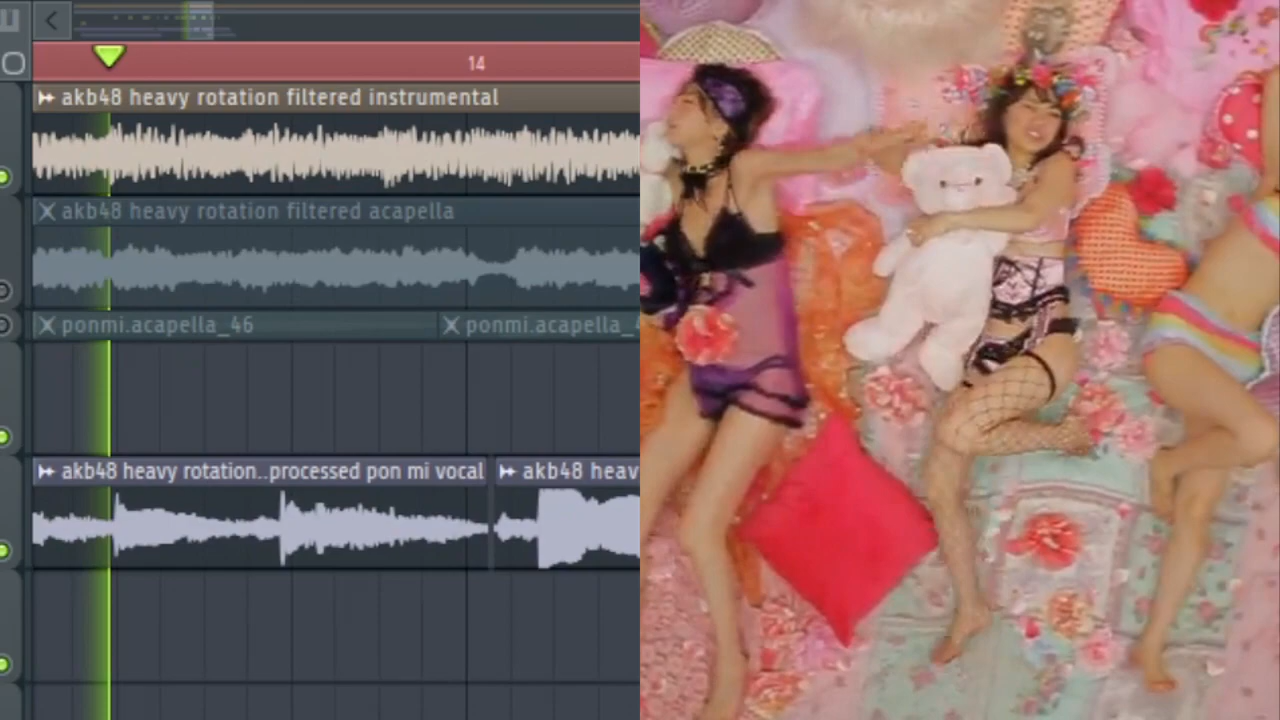 14
akb48 heavy rotation filtered instrumental
akb48 heavy rotation filtered acapella
ponmi.acapella_46
ponmi.acapella_4
akb48 heavy rotation..processed pon mi vocal
akb48 heav